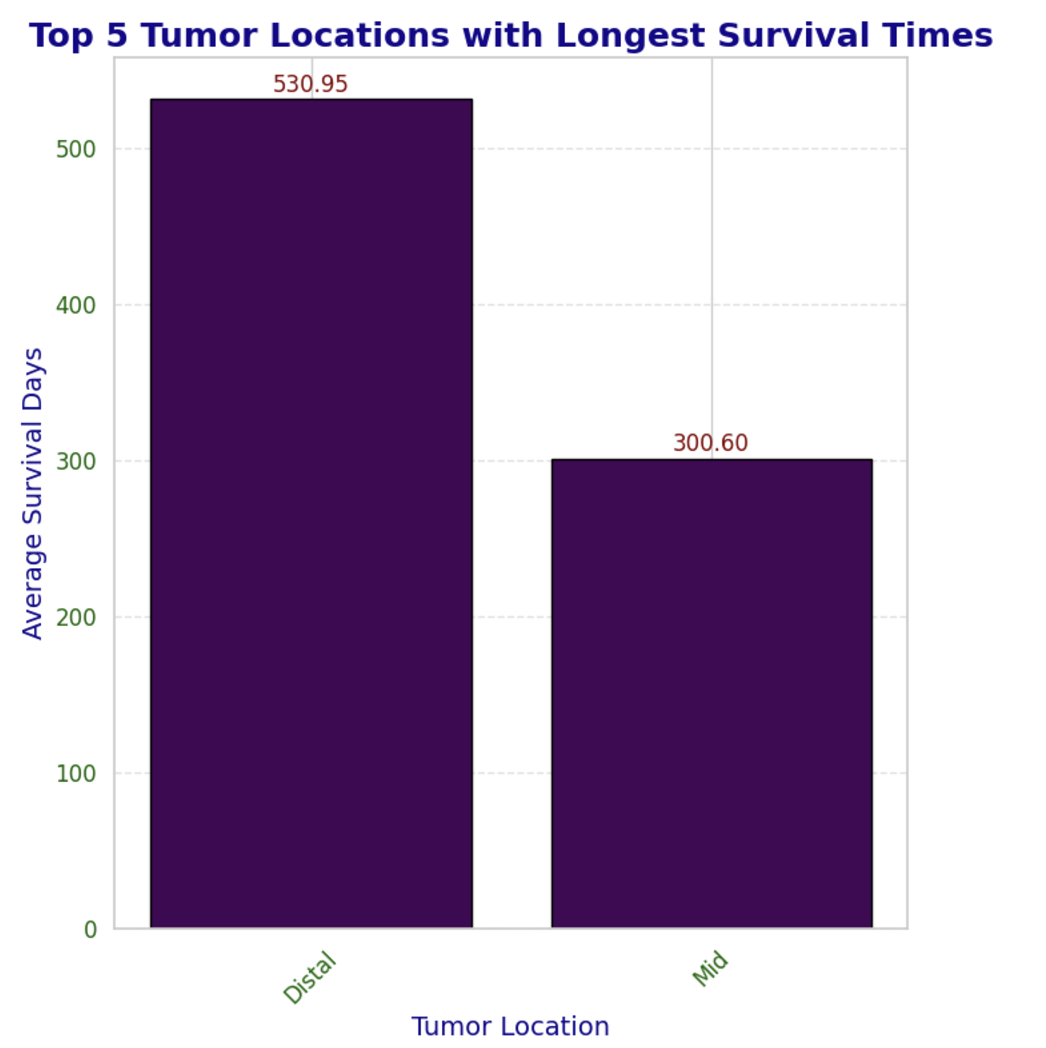 Top 5 Tumor Locations with Longest Survival Times
530.95
500
400
Average Survival Days
300
300.60
200
100
0
Distal
Mid
Tumor Location